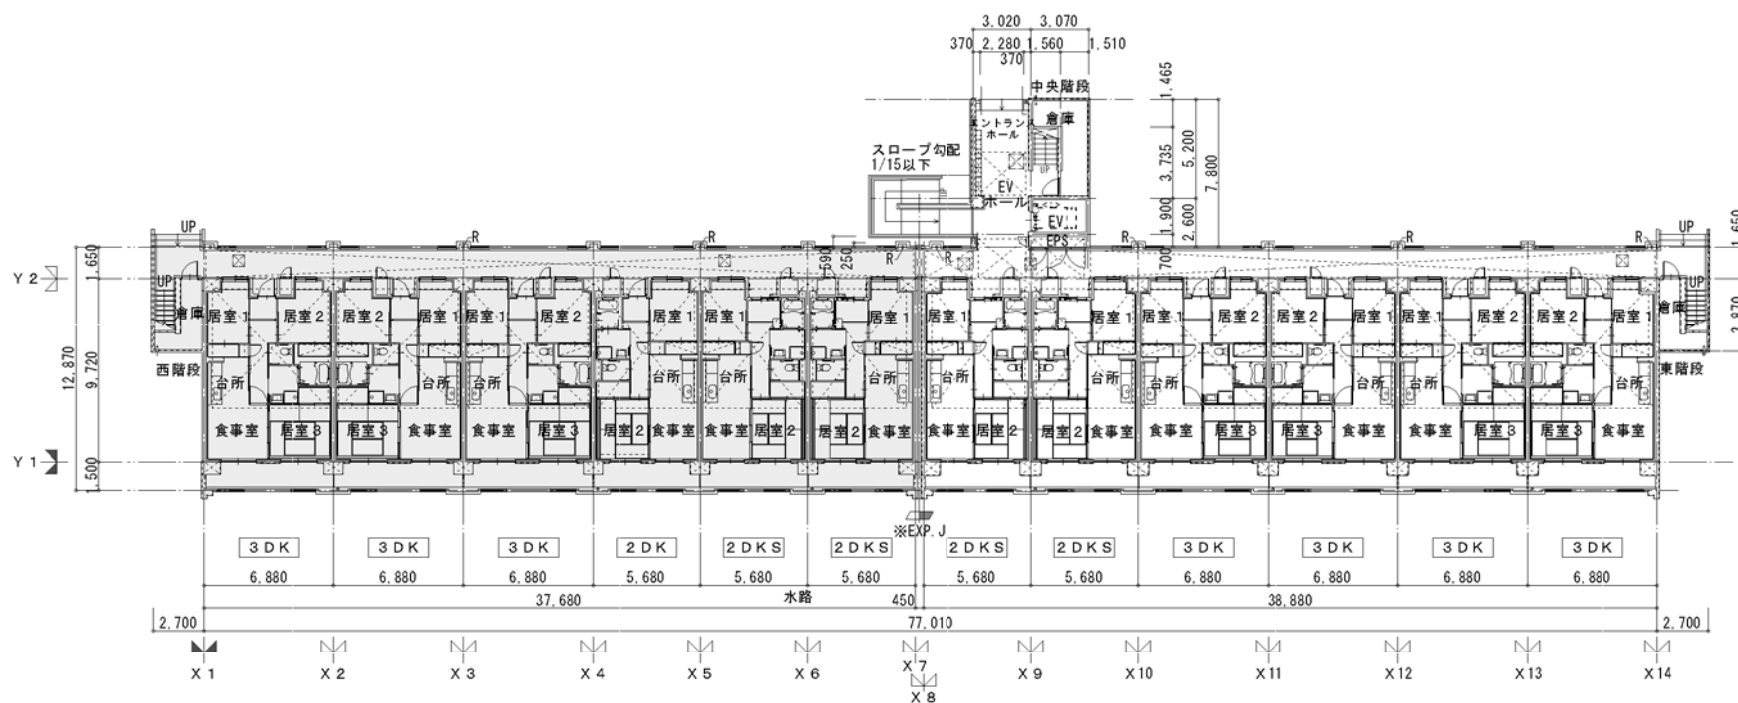 3,020 3,070
370 2,280 1,560 1,510
370
中央階段
エントランス
ホール
倉庫
UP
スロープ勾配
1/15以下
UP
EV
ホール
EV
EPS
1,465
3,735
5,200
7,800
1,900
2,600
700
590
250
UP
UP
R
R
R
R
R
R
R
UP
UP
1,650
2,870
Y2
Y1
1,650
9,720
12,870
1,500
倉庫
西階段
倉庫
東階段
居室1 居室2 居室2 居室1 居室1 居室2 居室1 居室1 居室1 居室1 居室1 居室1 居室2 居室2 居室1 居室1 居室2 居室2 居室1
台所 台所 台所 台所 台所 台所 台所 台所 台所 台所 台所 台所
食事室 居室3 居室3 食事室 食事室 居室3 居室2 食事室 食事室 居室2 居室2 食事室 食事室 居室2 居室2 食事室 食事室 居室3 居室3 食事室 食事室 居室3 居室3 食事室
※EXP.J
3DK 3DK 3DK 2DK 2DKS 2DKS 2DKS 2DKS 3DK 3DK 3DK 3DK
6,880 6,880 6,880 5,680 5,680 5,680 5,680 5,680 6,880 6,880 6,880 6,880
37,680 水路 450 38,880
2,700 77,010 2,700
X1 X2 X3 X4 X5 X6 X7 X9 X10 X11 X12 X13 X14
X8